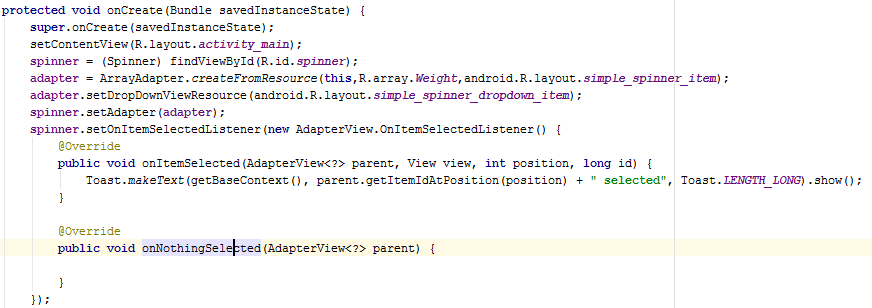 protected void onCreate(Bundle savedInstanceState) {
super.onCreate(savedInstanceState);
setContentView(R.layout.activity_main);
spinner = (Spinner) findViewById(R.id.spinner);
adapter = ArrayAdapter.createFromResource(this,R.array.Weight,android.R.layout.simple_spinner_item);
adapter.setDropDownViewResource(android.R.layout.simple_spinner_dropdown_item);
spinner.setAdapter(adapter);
spinner.setOnItemSelectedListener(new AdapterView.OnItemSelectedListener() {
@Override
public void onItemSelected(AdapterView<?> parent, View view, int position, long id) {
Toast.makeText(getBaseContext(), parent.getItemIdAtPosition(position) + " selected", Toast.LENGTH_LONG).show();
}
@Override
public void onNothingSelected(AdapterView<?> parent) {
}
});